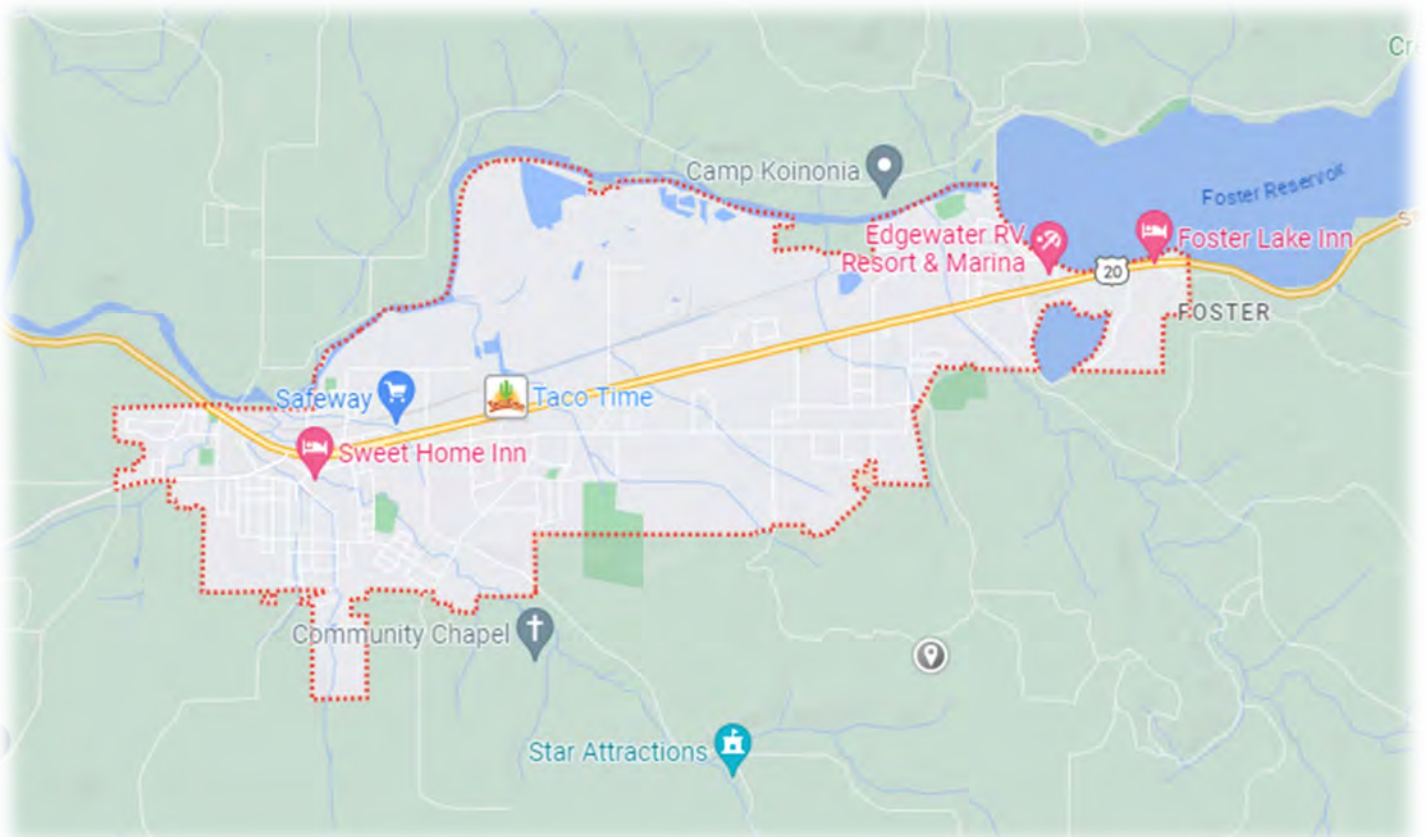 Cr
Camp Koinonia
Foster Reservoir
Edgewater RV
Resort & Marina
Foster Lake Inn
20
FOSTER
Safeway
Taco Time
Sweet Home Inn
Community Chapel
Star Attractions